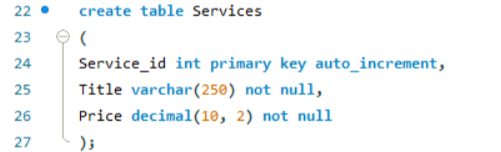 22 create table Services
23 (
24 Service_id int primary key auto_increment,
25 Title varchar(250) not null,
26 Price decimal(10, 2) not null
27 );